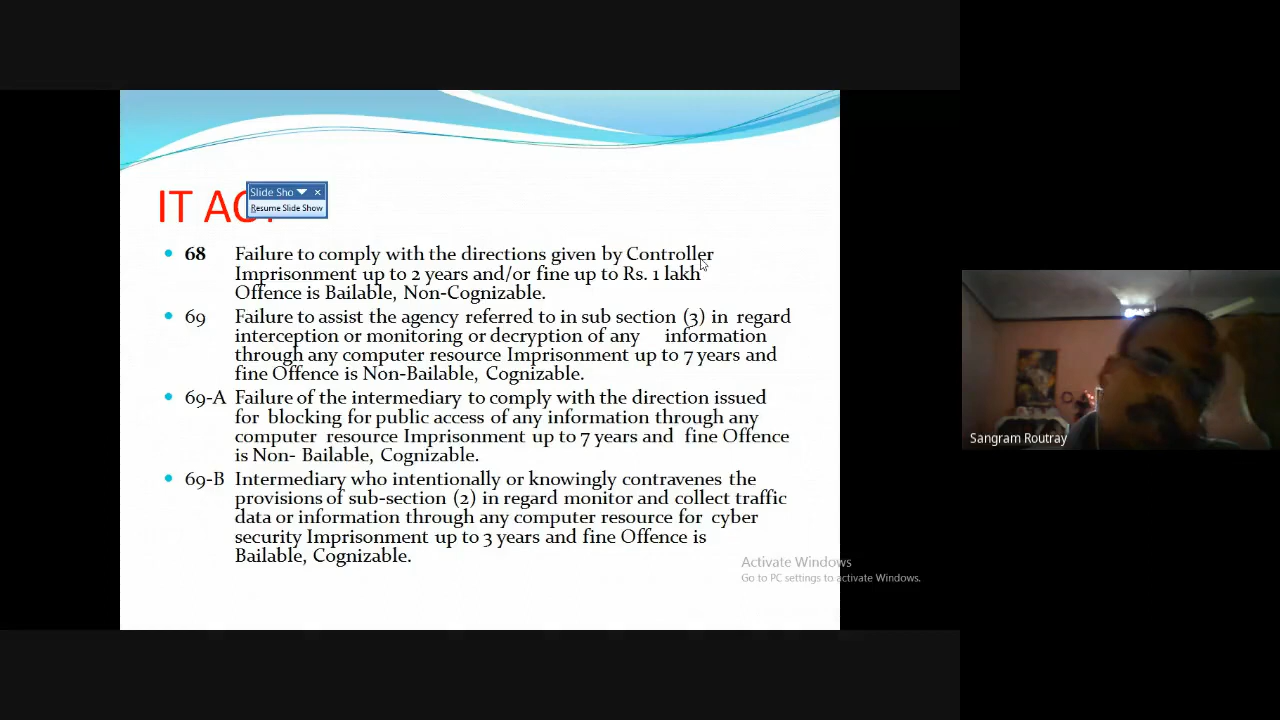 IT AC
Slide Sho
Resume Slide Show
68 Failure to comply with the directions given by Controller
Imprisonment up to 2 years and/or fine up to Rs. 1 lakh
Offence is Bailable, Non-Cognizable.
69 Failure to assist the agency referred to in sub section (3) in regard
interception or monitoring or decryption of any information
through any computer resource Imprisonment up to 7 years and
fine Offence is Non-Bailable, Cognizable.
69-A Failure of the intermediary to comply with the direction issued
for blocking for public access of any information through any
computer resource Imprisonment up to 7 years and fine Offence
is Non- Bailable, Cognizable.
69-B Intermediary who intentionally or knowingly contravenes the
provisions of sub-section (2) in regard monitor and collect traffic
data or information through any computer resource for cyber
security Imprisonment up to 3 years and fine Offence is
Bailable, Cognizable.
Activate Windows
Go to PC settings to activate Windows.
Sangram Routray